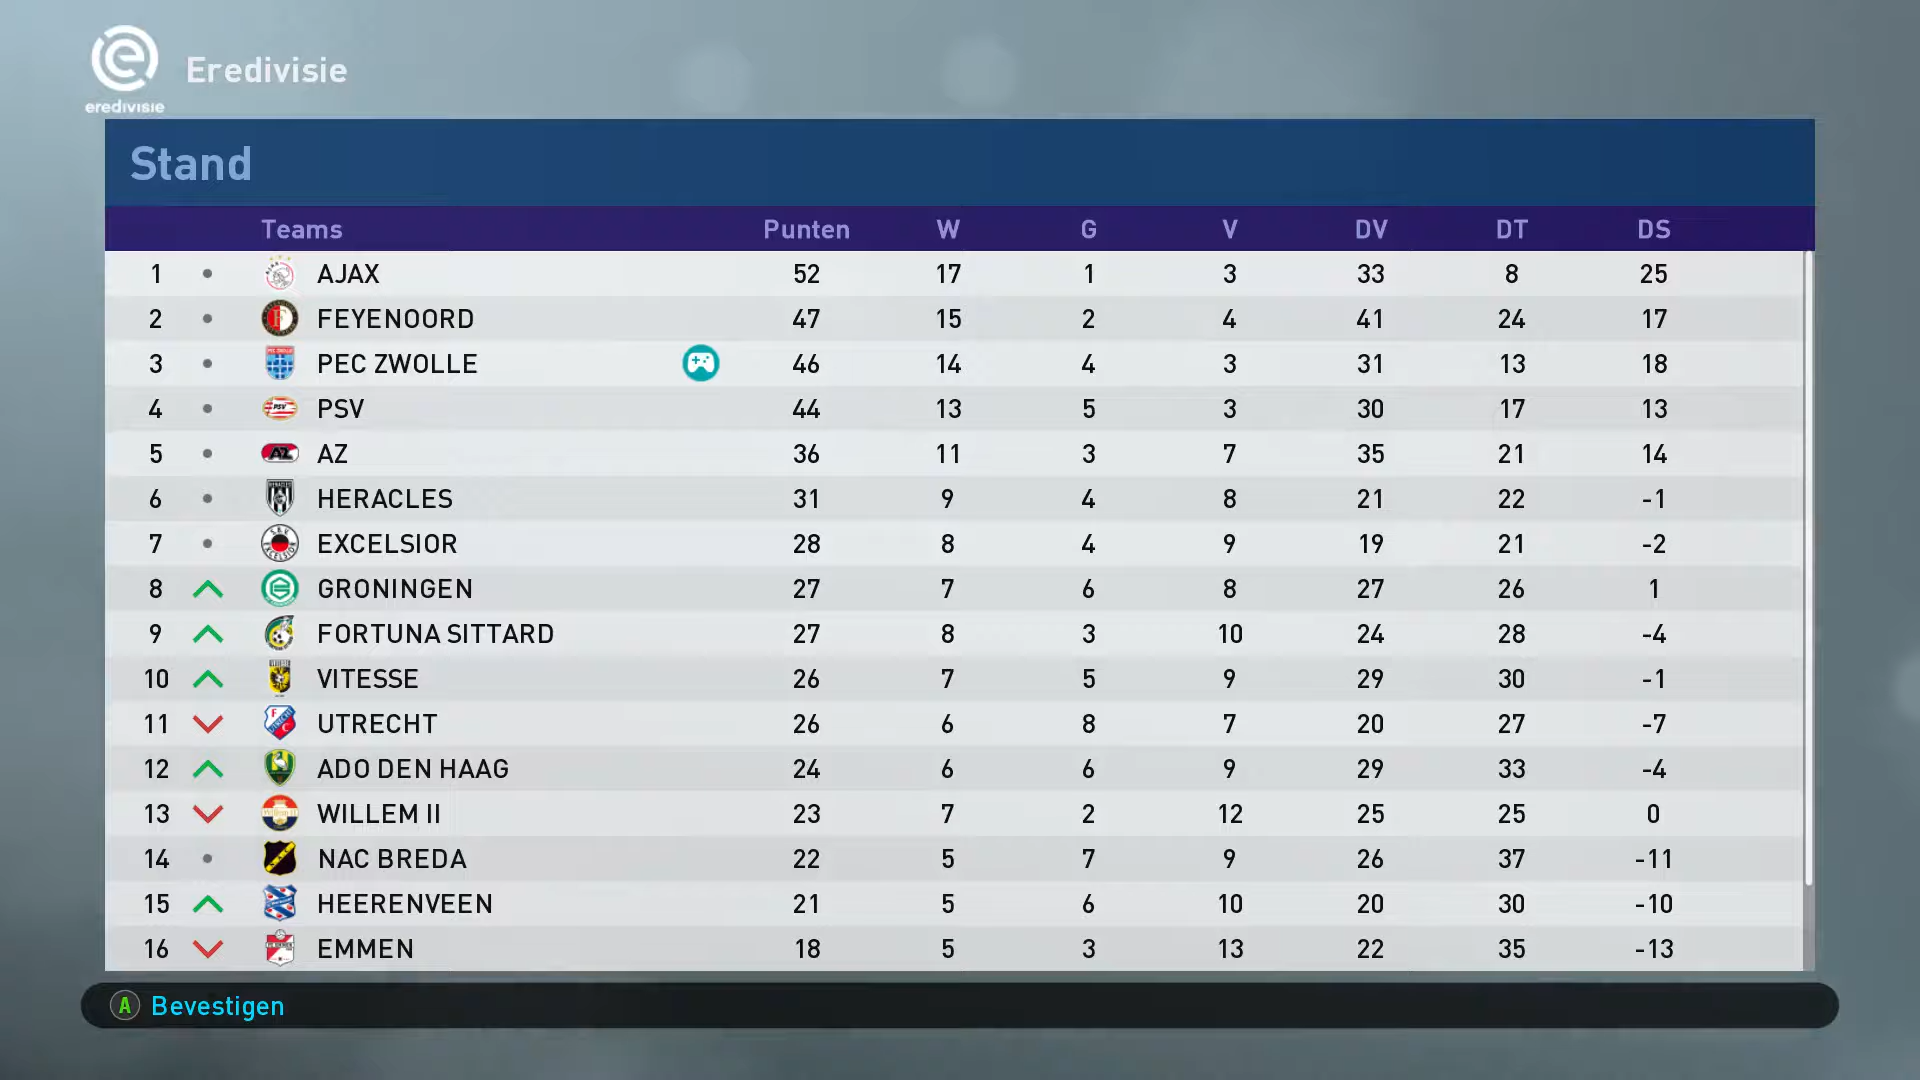 eredivisie
Eredivisie
Stand
Teams Punten W G V DV DT DS
1 AJAX 52 17 1 3 33 8 25
2 FEYENOORD 47 15 2 4 41 24 17
3 PEC ZWOLLE 46 14 4 3 31 13 18
4 PSV 44 13 5 3 30 17 13
5 AZ 36 11 3 7 35 21 14
6 HERACLES 31 9 4 8 21 22 -1
7 EXCELSIOR 28 8 4 9 19 21 -2
8 GRONINGEN 27 7 6 8 27 26 1
9 FORTUNA SITTARD 27 8 3 10 24 28 -4
10 VITESSE 26 7 5 9 29 30 -1
11 UTRECHT 26 6 8 7 20 27 -7
12 ADO DEN HAAG 24 6 6 9 29 33 -4
13 WILLEM II 23 7 2 12 25 25 0
14 NAC BREDA 22 5 7 9 26 37 -11
15 HEERENVEEN 21 5 6 10 20 30 -10
16 EMMEN 18 5 3 13 22 35 -13
A Bevestigen